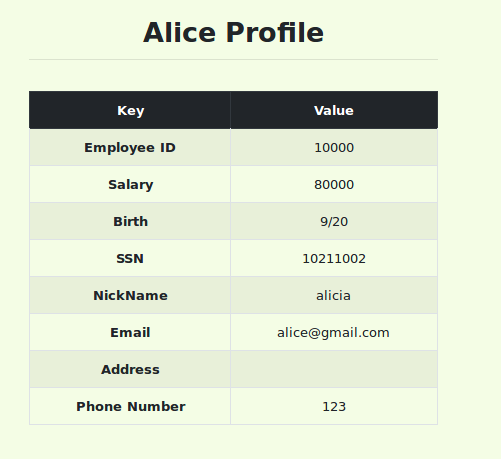 Alice Profile
Key Value
Employee ID 10000
Salary 80000
Birth 9/20
SSN 10211002
NickName alicia
Email alice@gmail.com
Address
Phone Number 123